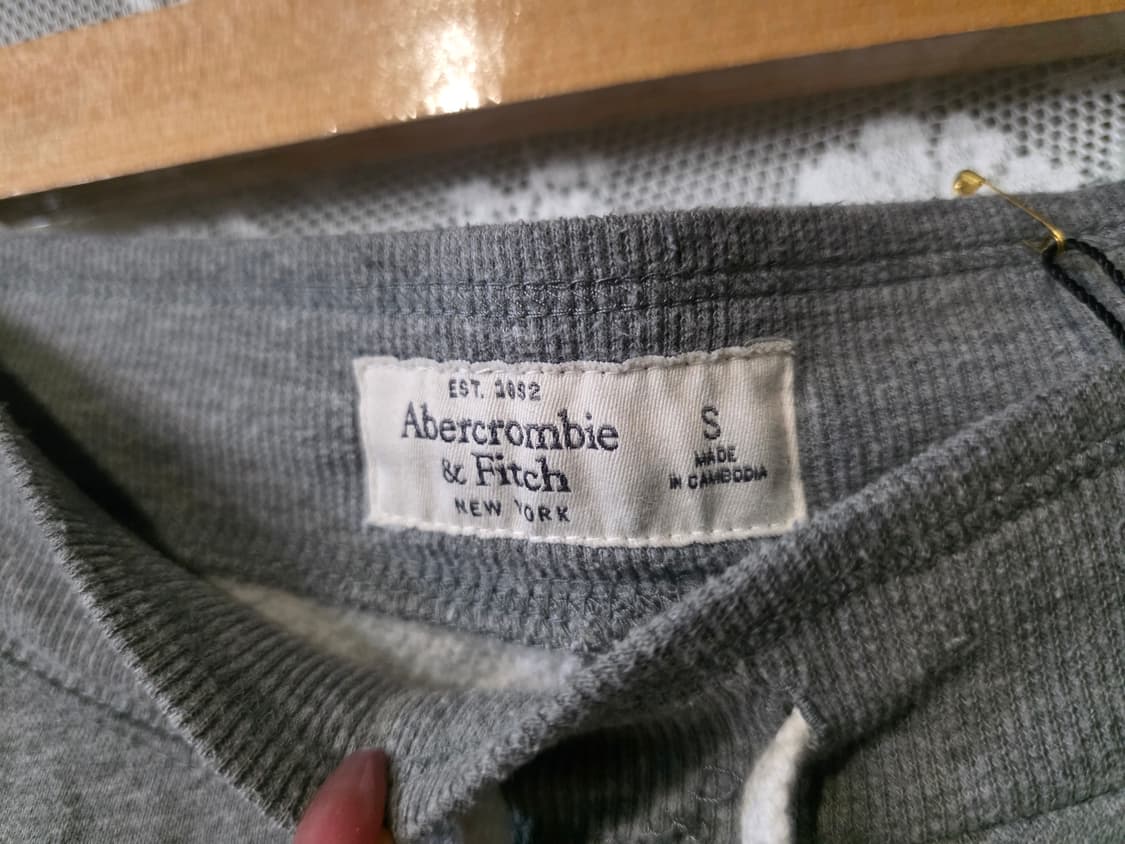 EST. 1892
Abercrombie
& Fitch
NEW YORK
S
MADE
IN CAMBODIA